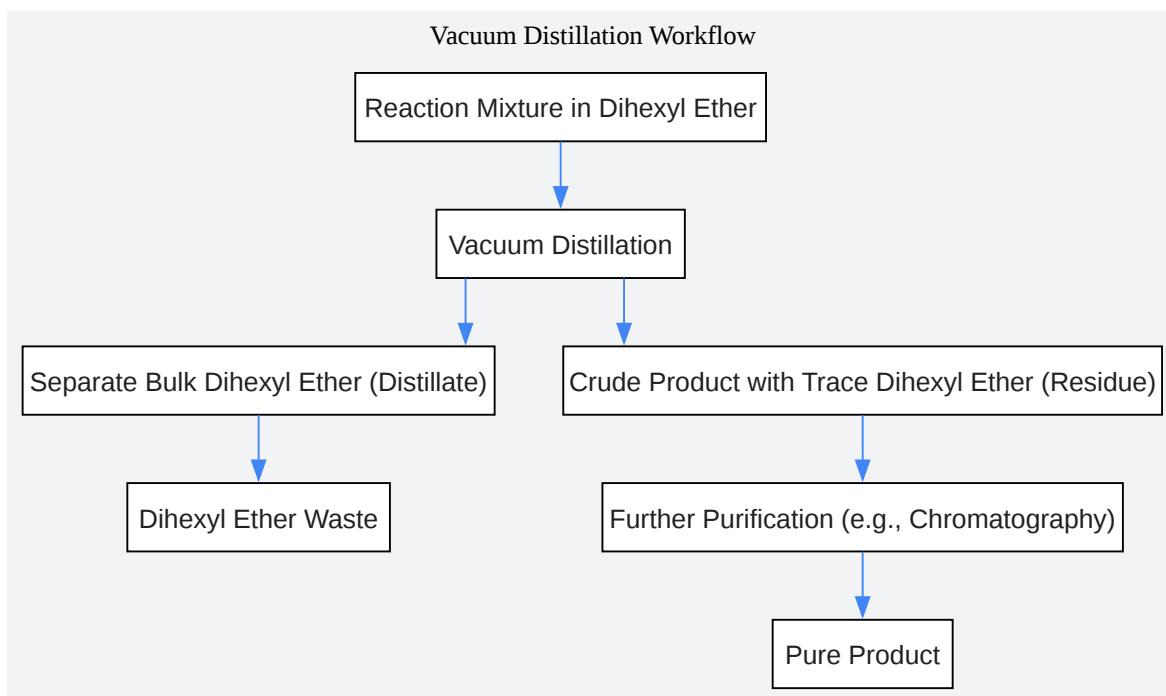 Vacuum Distillation Workflow
Reaction Mixture in Dihexyl Ether
Vacuum Distillation
Separate Bulk Dihexyl Ether (Distillate)
Crude Product with Trace Dihexyl Ether (Residue)
Dihexyl Ether Waste
Further Purification (e.g., Chromatography)
Pure Product